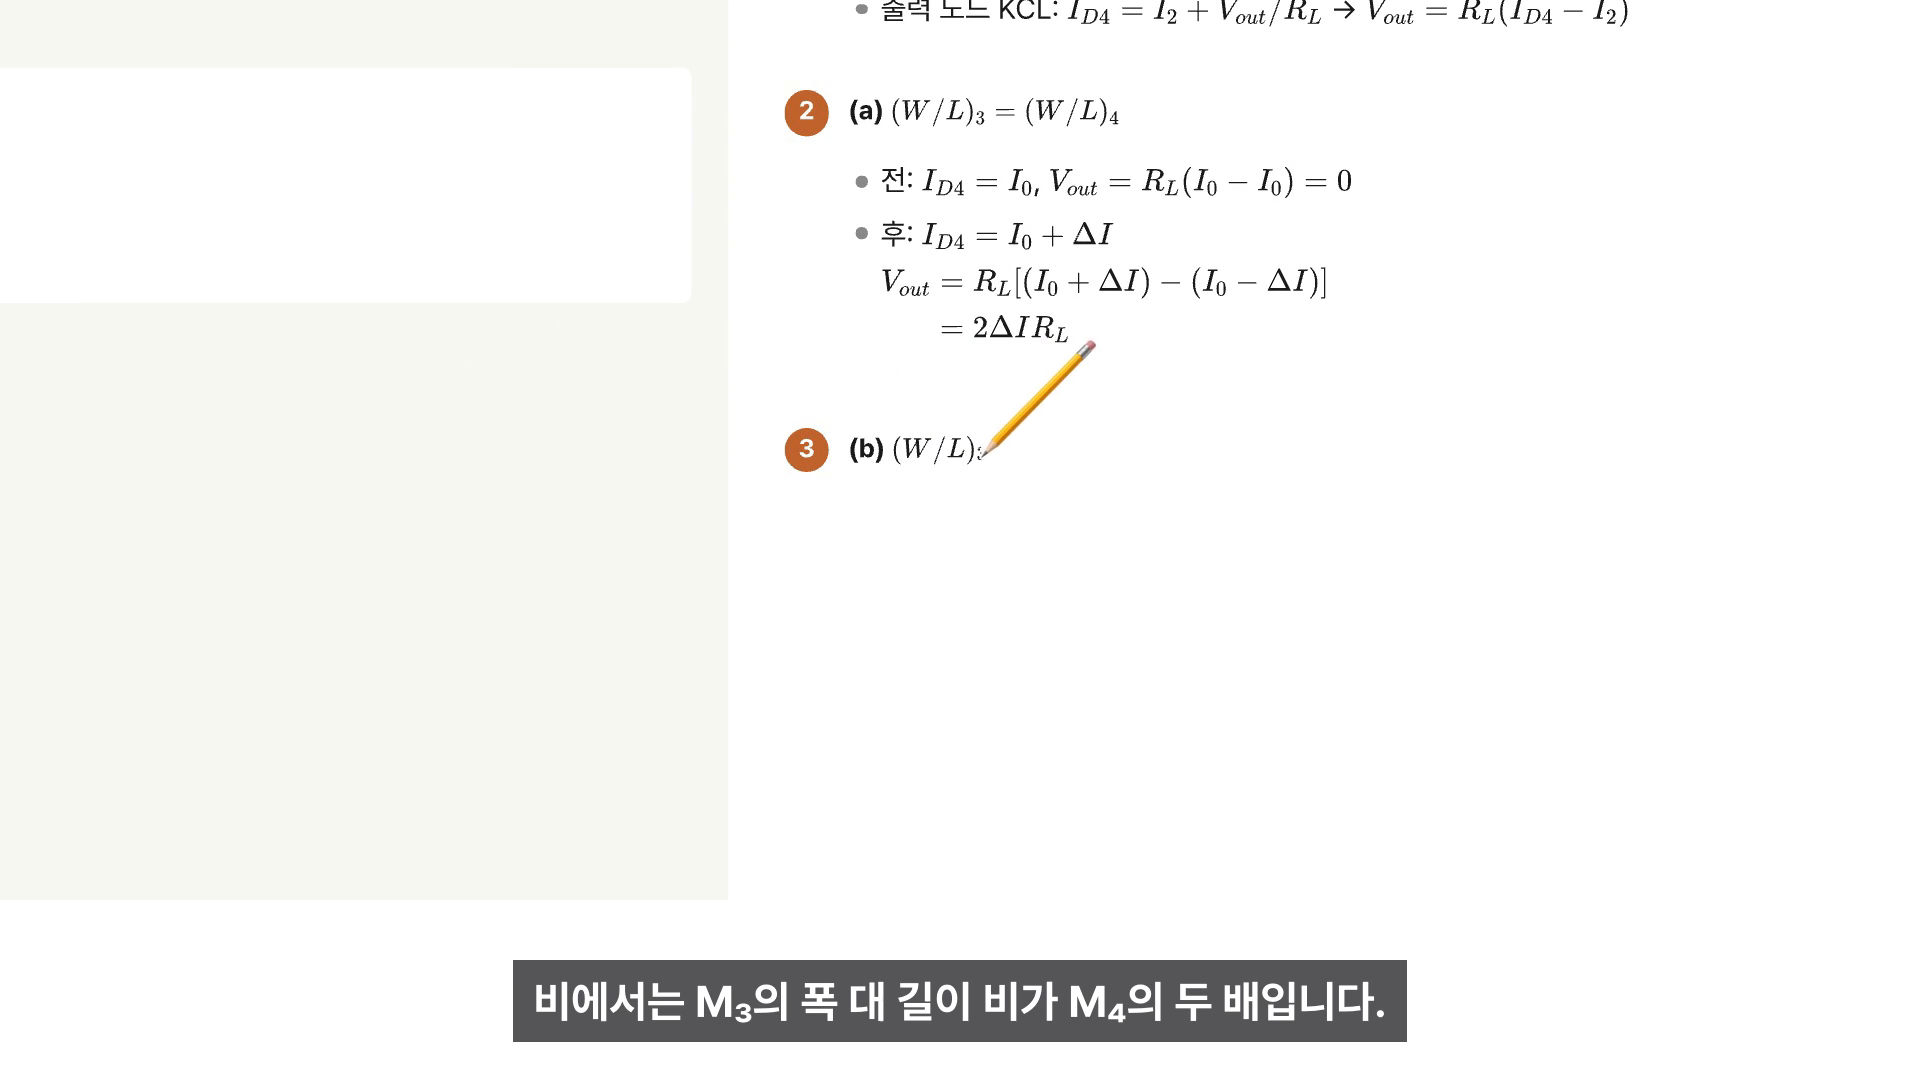 • 출력 노드 KCL: I_{D4} = I_2 + V_{out}/R_L → V_{out} = R_L(I_{D4} − I_2)
2 (a) (W/L)_3 = (W/L)_4
• 전: I_{D4} = I_0, V_{out} = R_L(I_0 − I_0) = 0
• 후: I_{D4} = I_0 + ΔI
V_{out} = R_L[(I_0 + ΔI) − (I_0 − ΔI)]
= 2ΔIR_L
3 (b) (W/L)
비에서는 M₃의 폭 대 길이 비가 M₄의 두 배입니다.